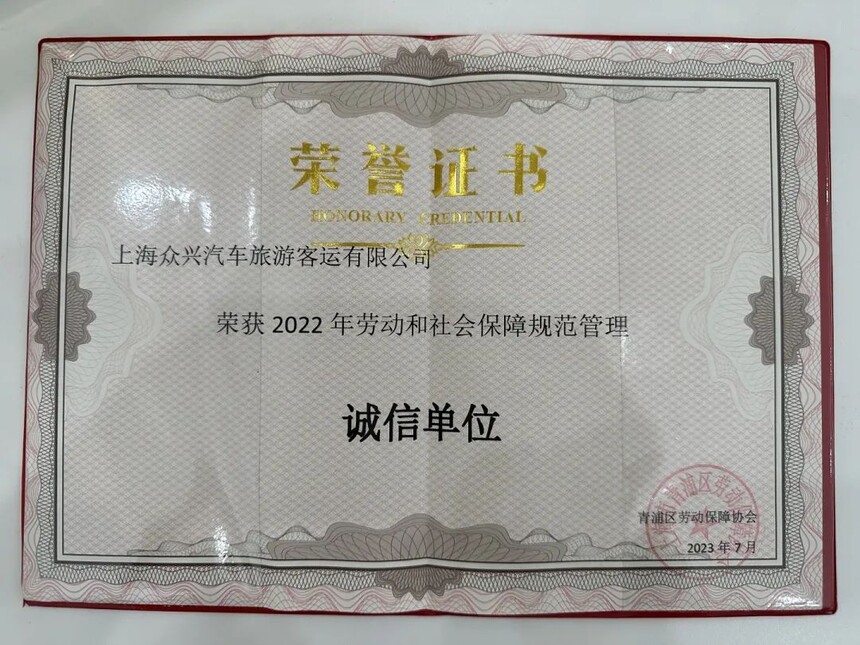 荣誉证书
HONORARY CREDENTIAL
上海众兴汽车旅游客运有限公司
荣获 2022 年劳动和社会保障规范管理
诚信单位
青浦区劳动保障协会
2023 年 7 月